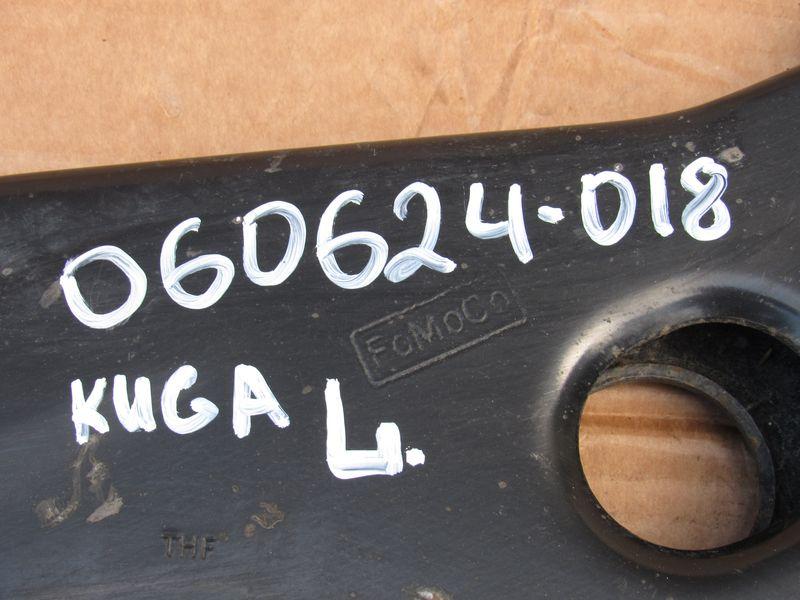 060624-018
FoMoCo
KUGA L.
THF